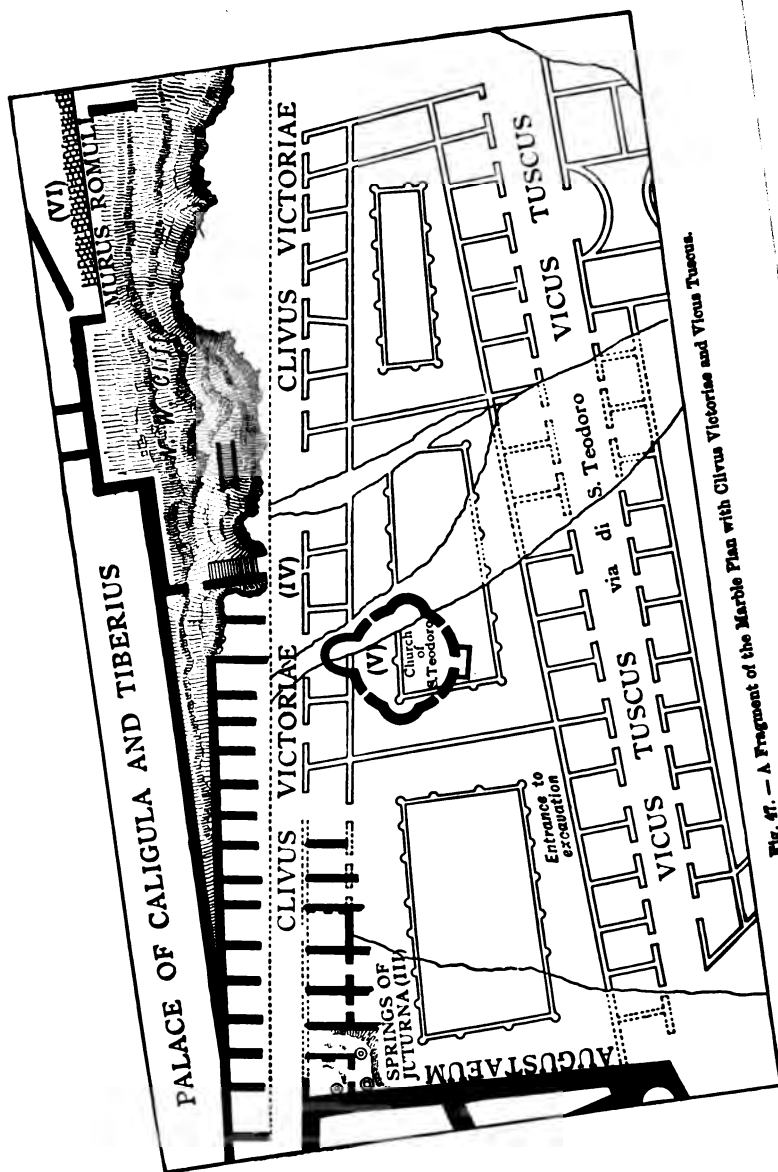 PALACE OF CALIGULA AND TIBERIUS
(VI)
MURUS ROMULI
N.W. Cliff
CLIVUS VICTORIAE (IV) CLIVUS VICTORIAE
SPRINGS OF
JUTURNA (III)
(V)
Church
of
S. Teodoro
AUGUSTAEUM
Entrance to
excavation
VICUS TUSCUS
via di S. Teodoro
VICUS TUSCUS
Fig. 47. — A Fragment of the Marble Plan with Clivus Victoriae and Vicus Tuscus.